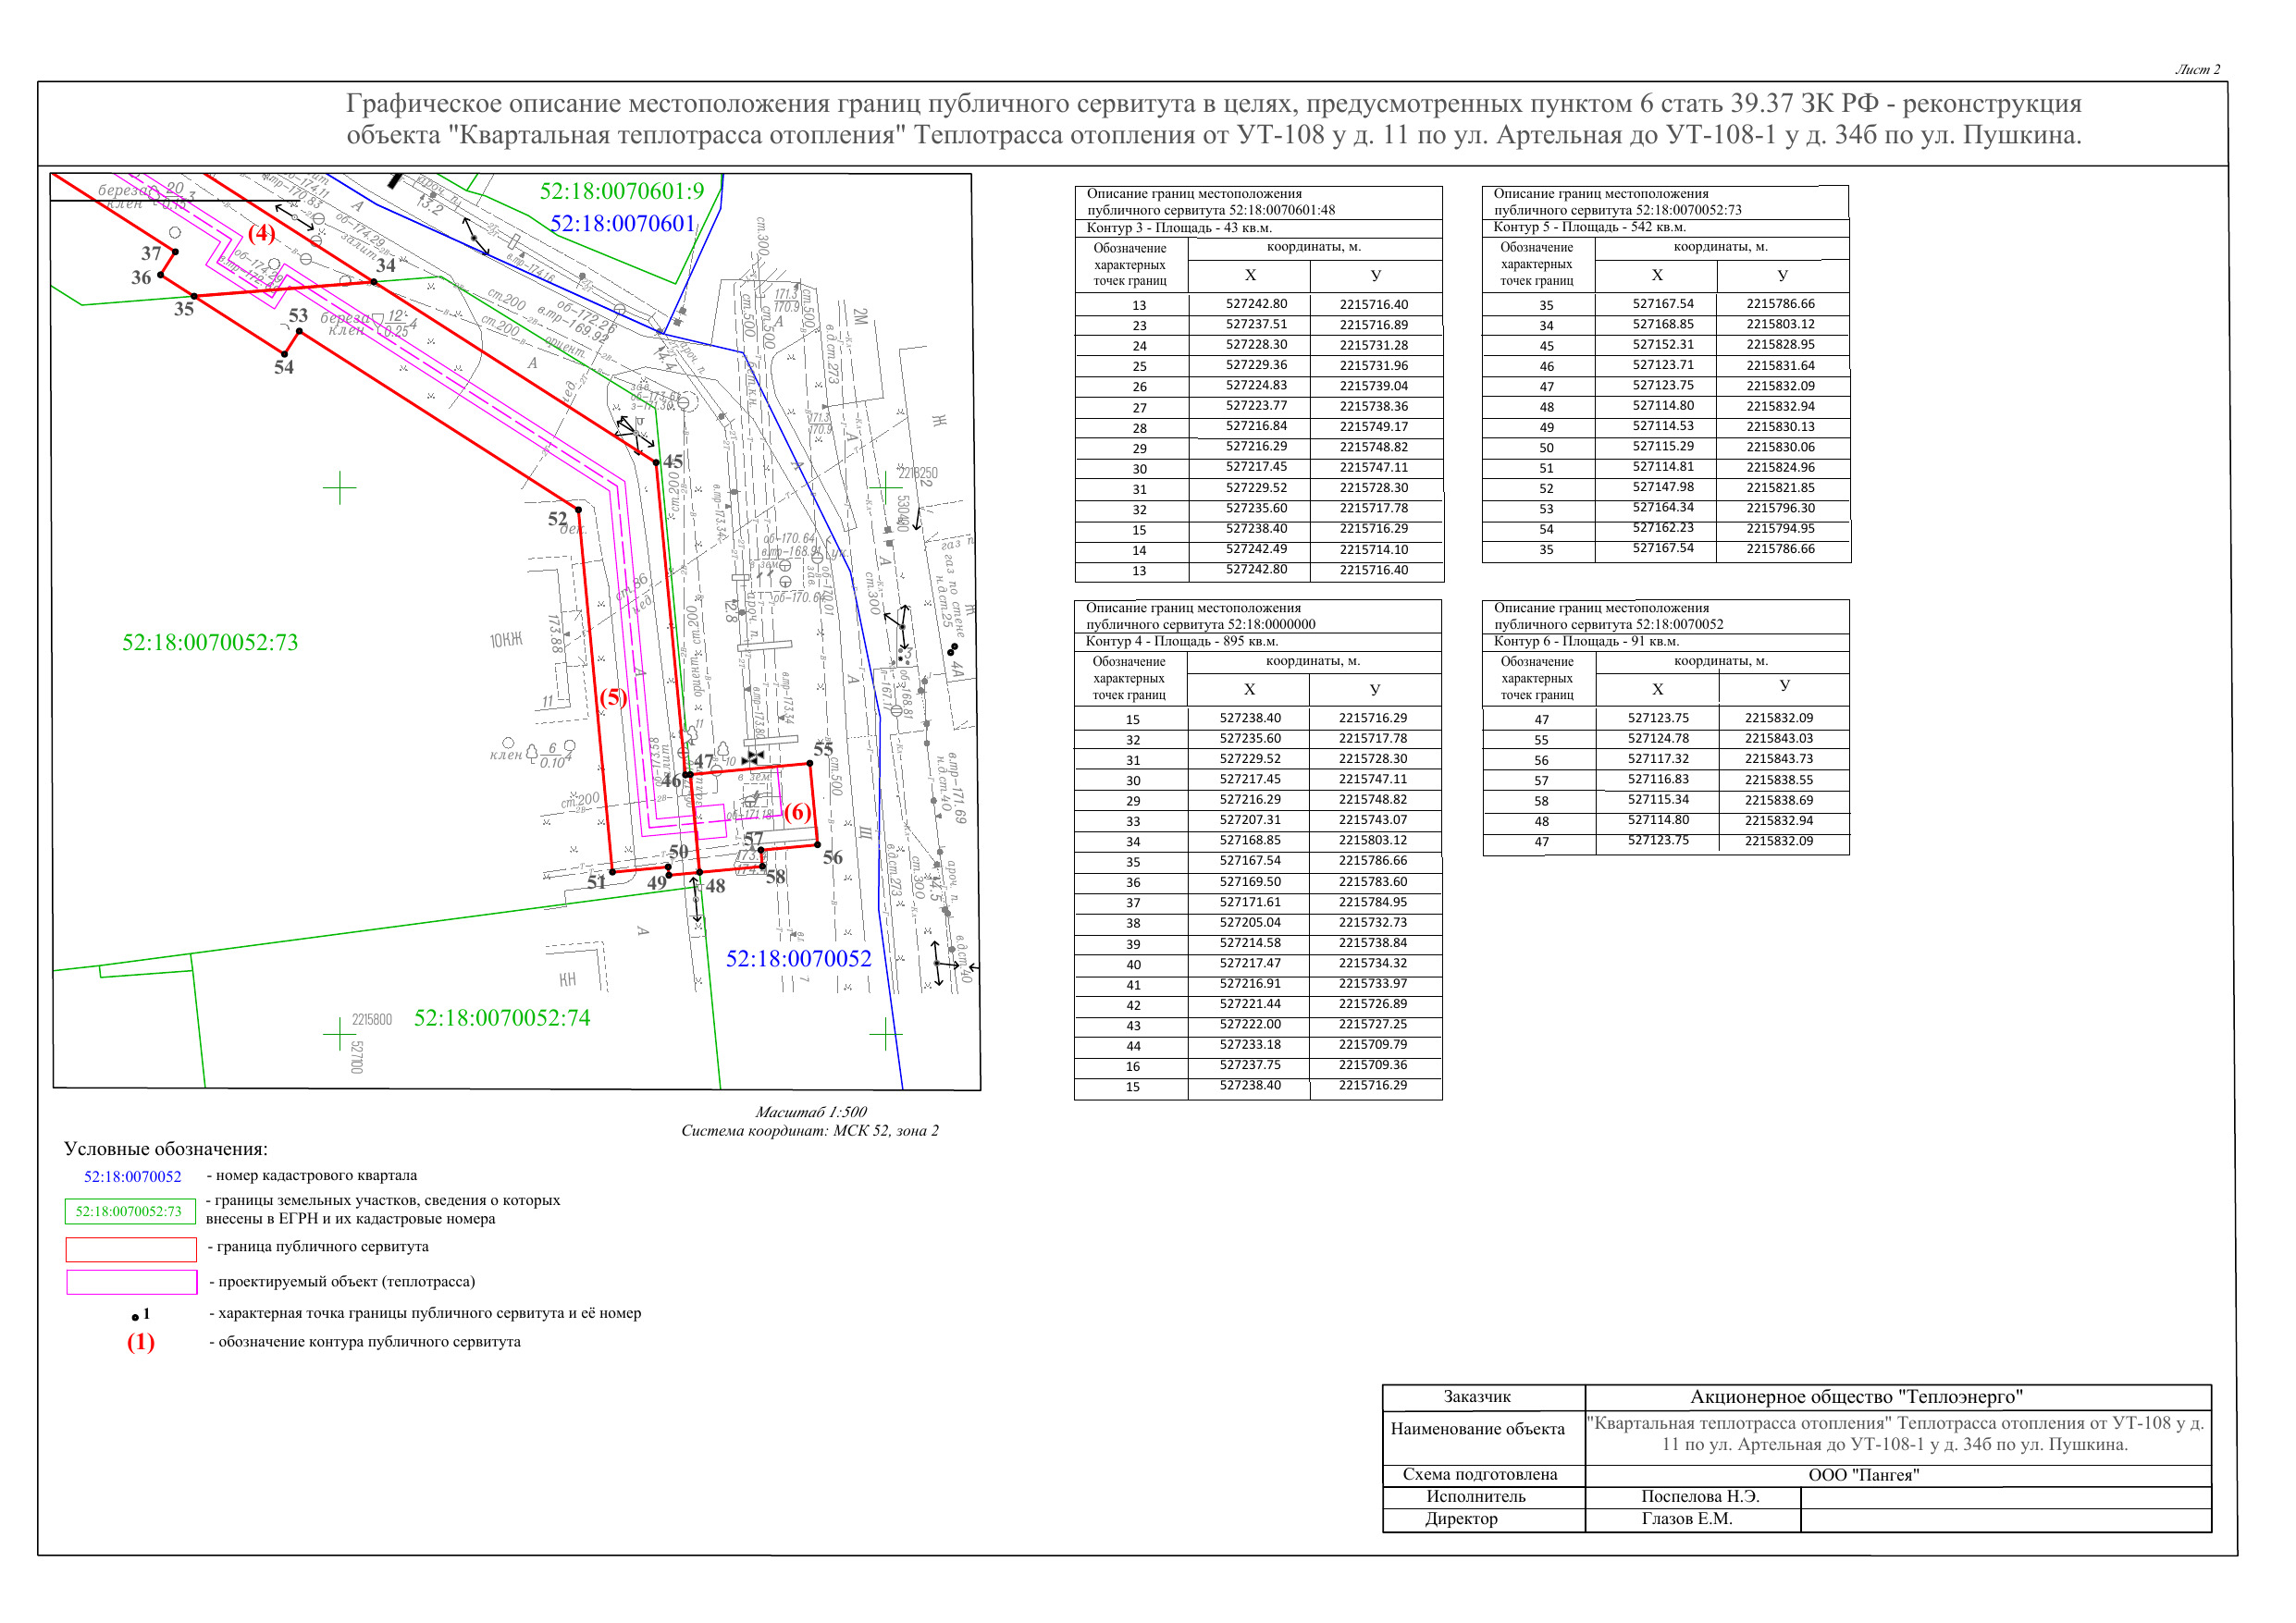 Лист 2
Графическое описание местоположения границ публичного сервитута в целях, предусмотренных пунктом 6 стать 39.37 ЗК РФ - реконструкция
объекта "Квартальная теплотрасса отопления" Теплотрасса отопления от УТ-108 у д. 11 по ул. Артельная до УТ-108-1 у д. 34б по ул. Пушкина.
52:18:0070601:9
52:18:0070601
(4)
37
36
35
34
53
54
45
52
52:18:0070052:73
(5)
55
47
46
(6)
57
56
50
51
49
48
58
52:18:0070052
52:18:0070052:74
2215800
527100
10КЖ
173.88
КН
Масштаб 1:500
Система координат: МСК 52, зона 2
Описание границ местоположения
публичного сервитута 52:18:0070601:48
Контур 3 - Площадь - 43 кв.м.
Обозначение характерных точек границ координаты, м.
X У
13 527242.80 2215716.40
23 527237.51 2215716.89
24 527228.30 2215731.28
25 527229.36 2215731.96
26 527224.83 2215739.04
27 527223.77 2215738.36
28 527216.84 2215749.17
29 527216.29 2215748.82
30 527217.45 2215747.11
31 527229.52 2215728.30
32 527235.60 2215717.78
15 527238.40 2215716.29
14 527242.49 2215714.10
13 527242.80 2215716.40
Описание границ местоположения
публичного сервитута 52:18:0070052:73
Контур 5 - Площадь - 542 кв.м.
Обозначение характерных точек границ координаты, м.
X У
35 527167.54 2215786.66
34 527168.85 2215803.12
45 527152.31 2215828.95
46 527123.71 2215831.64
47 527123.75 2215832.09
48 527114.80 2215832.94
49 527114.53 2215830.13
50 527115.29 2215830.06
51 527114.81 2215824.96
52 527147.98 2215821.85
53 527164.34 2215796.30
54 527162.23 2215794.95
35 527167.54 2215786.66
Описание границ местоположения
публичного сервитута 52:18:0000000
Контур 4 - Площадь - 895 кв.м.
Обозначение характерных точек границ координаты, м.
X У
15 527238.40 2215716.29
32 527235.60 2215717.78
31 527229.52 2215728.30
30 527217.45 2215747.11
29 527216.29 2215748.82
33 527207.31 2215743.07
34 527168.85 2215803.12
35 527167.54 2215786.66
36 527169.50 2215783.60
37 527171.61 2215784.95
38 527205.04 2215732.73
39 527214.58 2215738.84
40 527217.47 2215734.32
41 527216.91 2215733.97
42 527221.44 2215726.89
43 527222.00 2215727.25
44 527233.18 2215709.79
16 527237.75 2215709.36
15 527238.40 2215716.29
Описание границ местоположения
публичного сервитута 52:18:0070052
Контур 6 - Площадь - 91 кв.м.
Обозначение характерных точек границ координаты, м.
X У
47 527123.75 2215832.09
55 527124.78 2215843.03
56 527117.32 2215843.73
57 527116.83 2215838.55
58 527115.34 2215838.69
48 527114.80 2215832.94
47 527123.75 2215832.09
Условные обозначения:
52:18:0070052 - номер кадастрового квартала
52:18:0070052:73 - границы земельных участков, сведения о которых
внесены в ЕГРН и их кадастровые номера
- граница публичного сервитута
- проектируемый объект (теплотрасса)
1 - характерная точка границы публичного сервитута и её номер
(1) - обозначение контура публичного сервитута
Заказчик Акционерное общество "Теплоэнерго"
Наименование объекта "Квартальная теплотрасса отопления" Теплотрасса отопления от УТ-108 у д.
11 по ул. Артельная до УТ-108-1 у д. 34б по ул. Пушкина.
Схема подготовлена ООО "Пангея"
Исполнитель Поспелова Н.Э.
Директор Глазов Е.М.